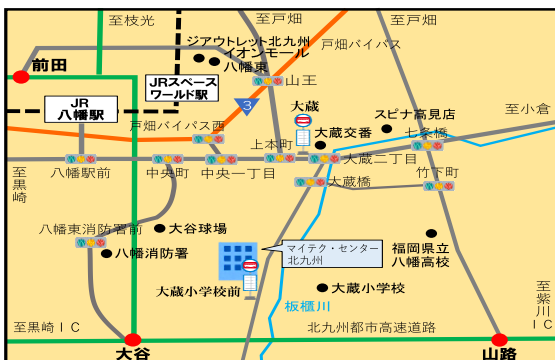 至枝光
至戸畑
至戸畑
戸畑バイパス
ジアウトレット北九州
イオンモール
八幡東
前田
JRスペース
ワールド駅
山王
3
JR
八幡駅
戸畑バイパス西
大蔵
大蔵交番
スピナ高見店
至小倉
七条橋
上本町
大蔵二丁目
至黒崎
八幡駅前
中央町
中央一丁目
大蔵橋
竹下町
八幡東消防署前
大谷球場
八幡消防署
マイテク・センター
北九州
福岡県立
八幡高校
大蔵小学校前
大蔵小学校
板櫃川
至黒崎IC
北九州都市高速道路
至紫川IC
大谷
山路